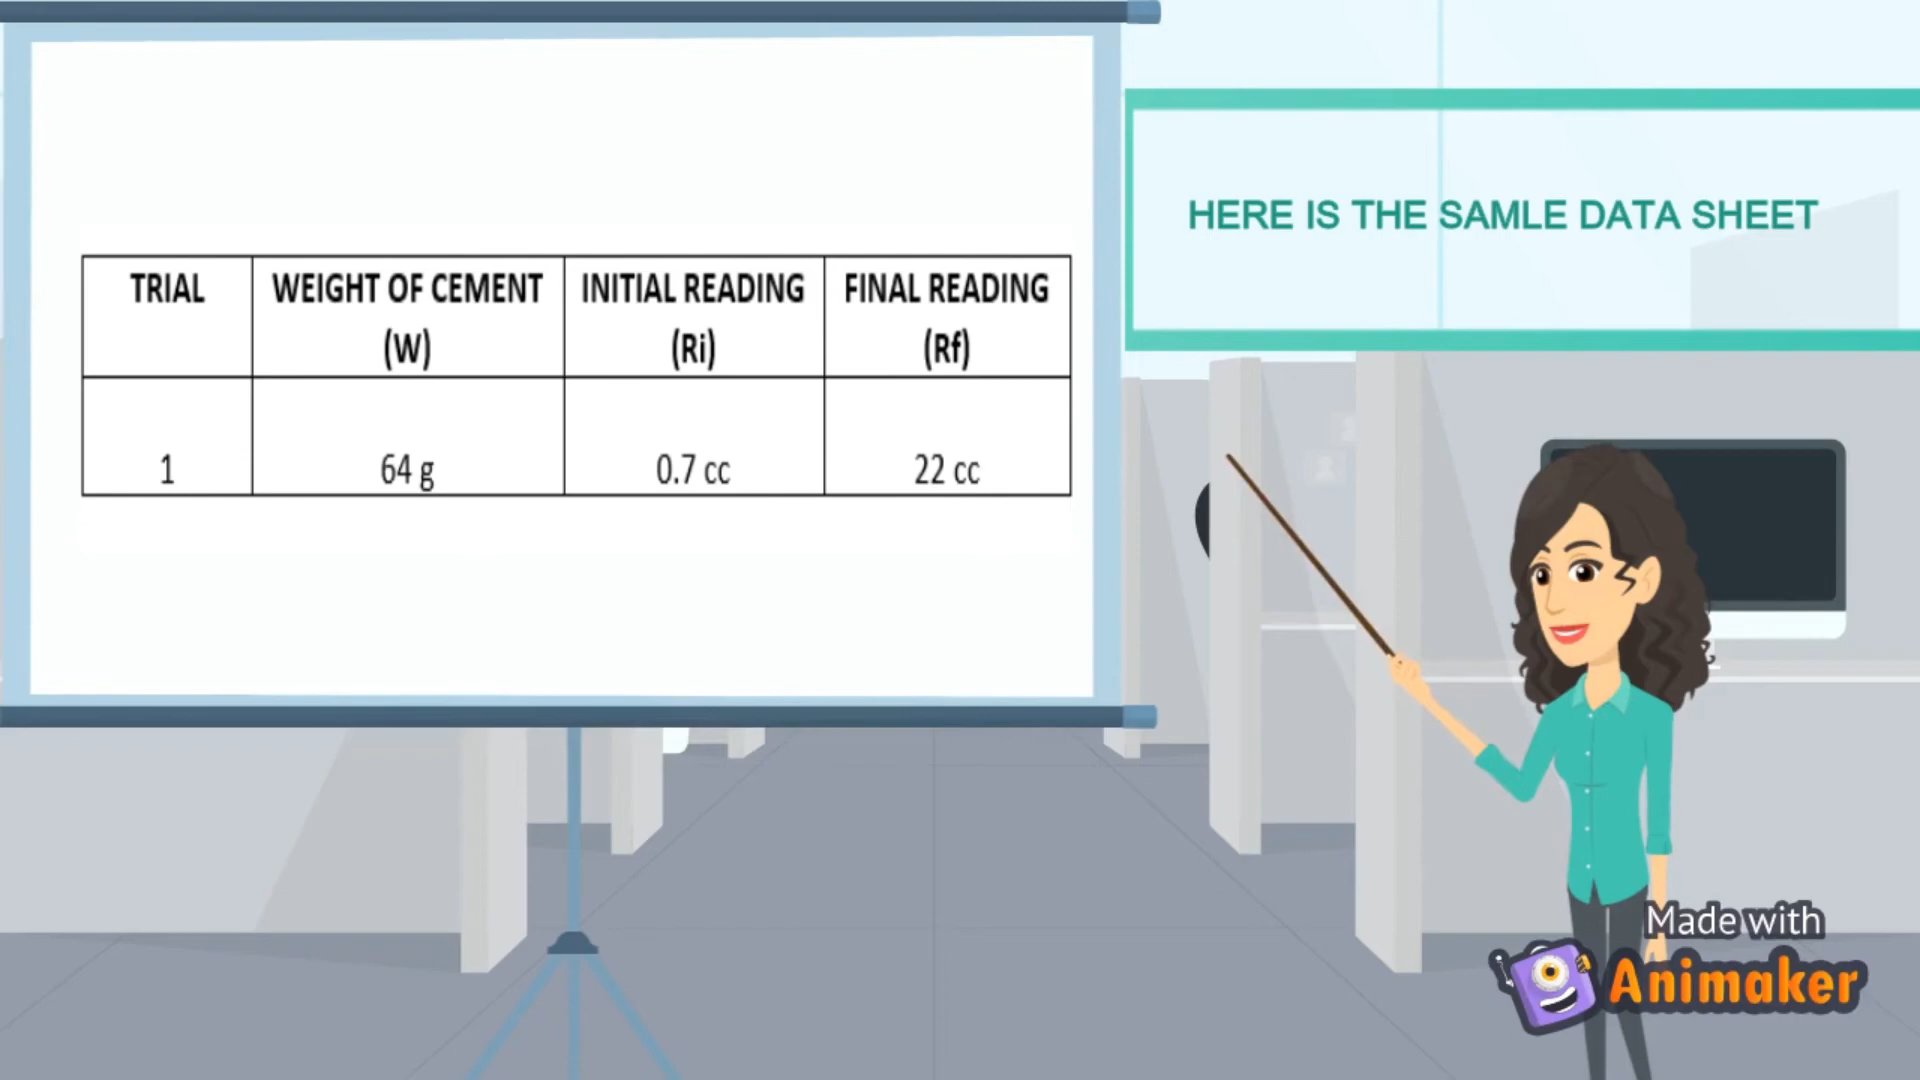 HERE IS THE SAMLE DATA SHEET
TRIAL WEIGHT OF CEMENT INITIAL READING FINAL READING
(W) (Ri) (Rf)
1 64 g 0.7 cc 22 cc
Made with
Animaker